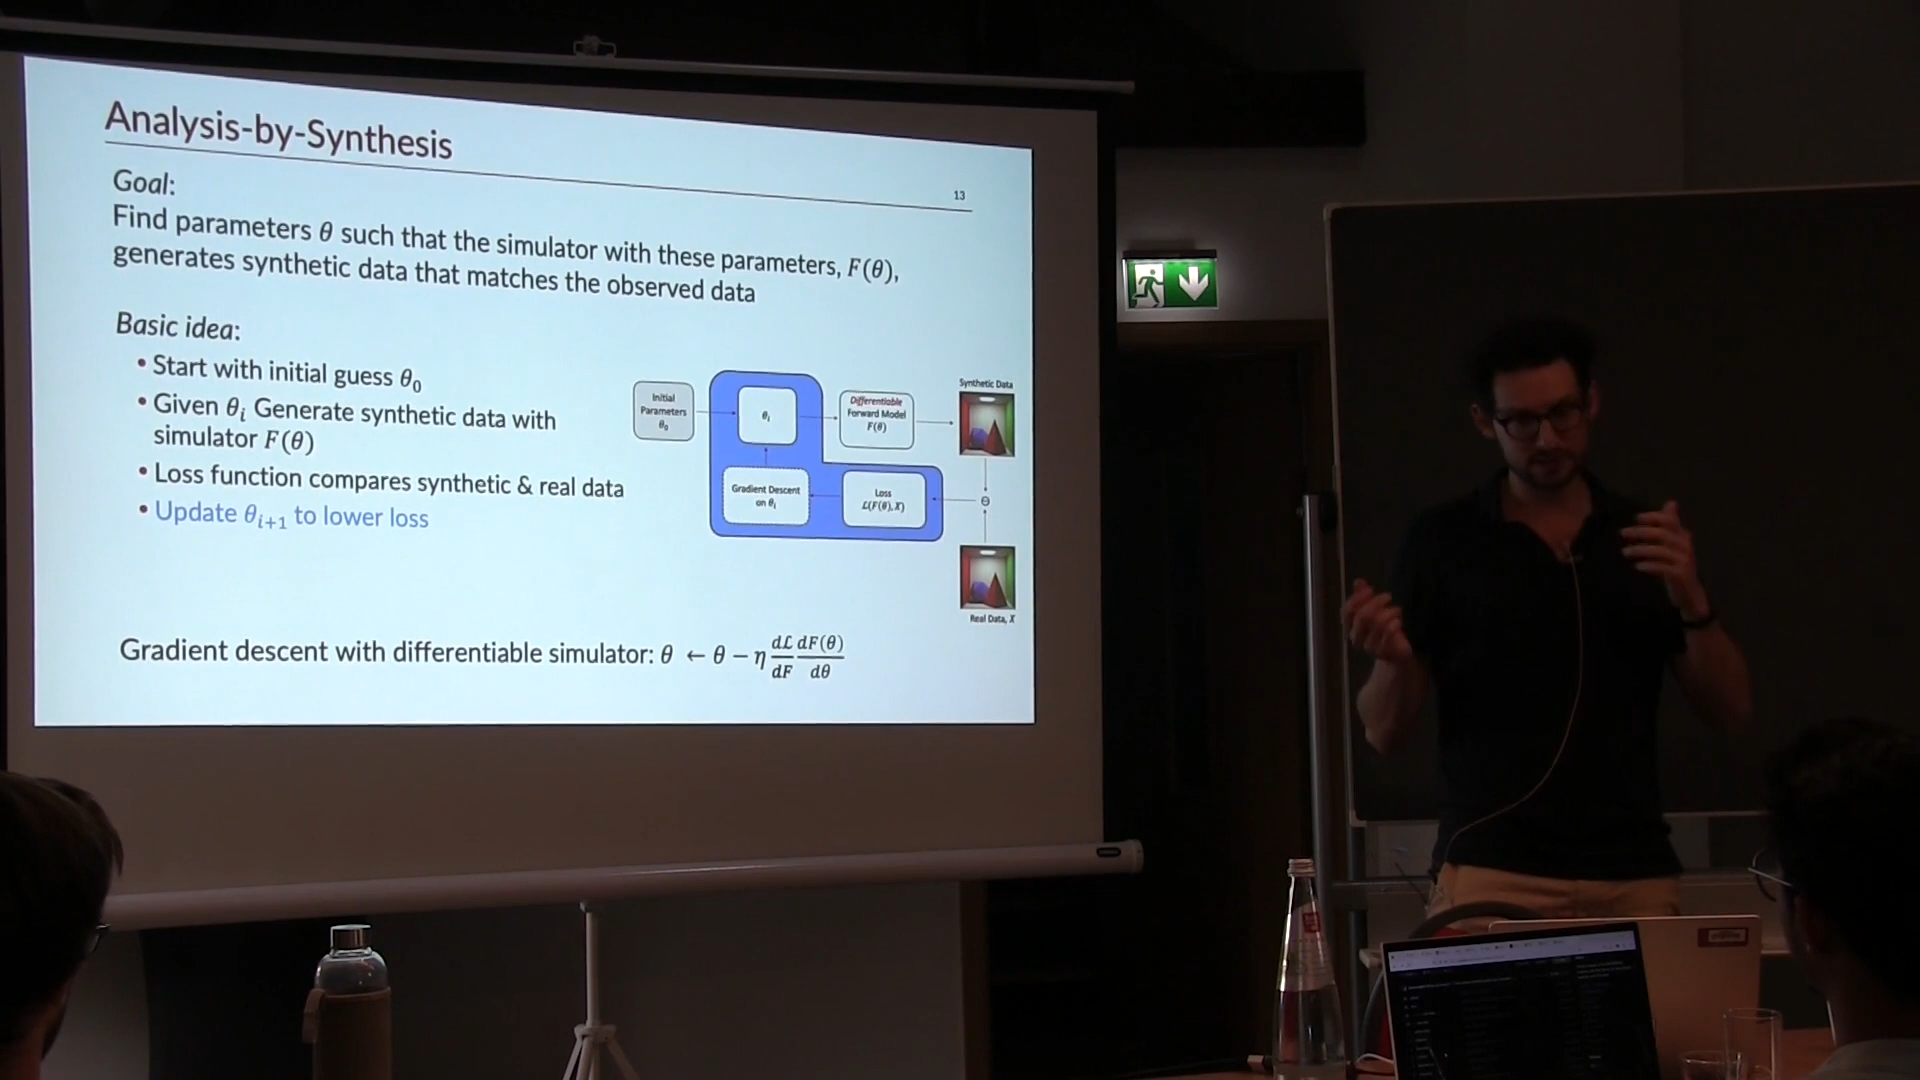 Analysis-by-Synthesis
13
Goal:
Find parameters θ such that the simulator with these parameters, F(θ),
generates synthetic data that matches the observed data
Basic idea:
• Start with initial guess θ₀
• Given θᵢ Generate synthetic data with
simulator F(θ)
• Loss function compares synthetic & real data
• Update θᵢ₊₁ to lower loss
Initial
Parameters
θ₀
θᵢ
Differentiable
Forward Model
F(θ)
Synthetic Data
Gradient Descent
on θᵢ
Loss
ℒ(F(θ), X)
⊖
Real Data, X
Gradient descent with differentiable simulator: θ ← θ − η dℒ/dF dF(θ)/dθ